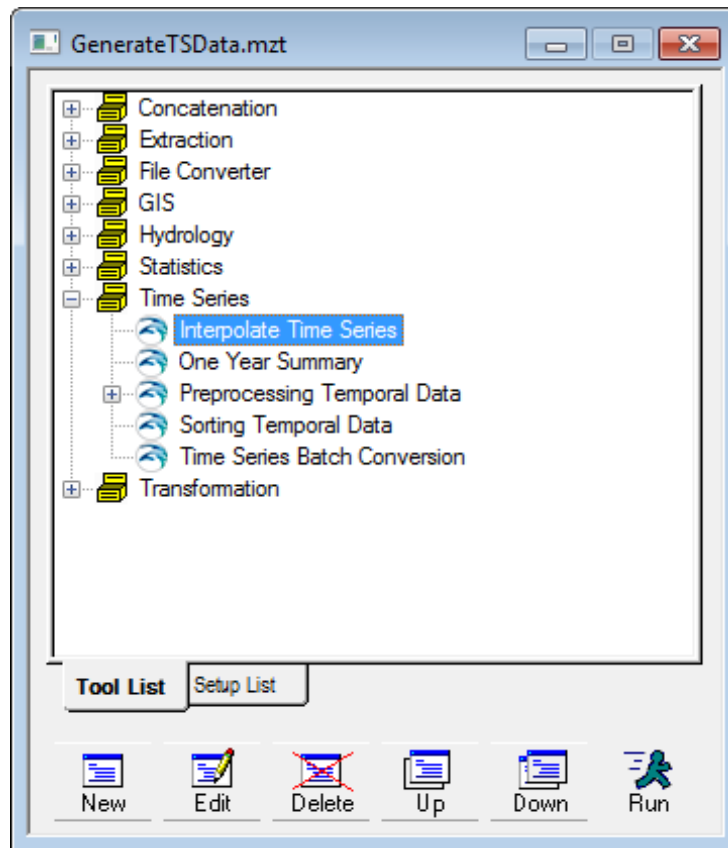 GenerateTSData.mzt
Concatenation
Extraction
File Converter
GIS
Hydrology
Statistics
Time Series
Interpolate Time Series
One Year Summary
Preprocessing Temporal Data
Sorting Temporal Data
Time Series Batch Conversion
Transformation
Tool List Setup List
New Edit Delete Up Down Run